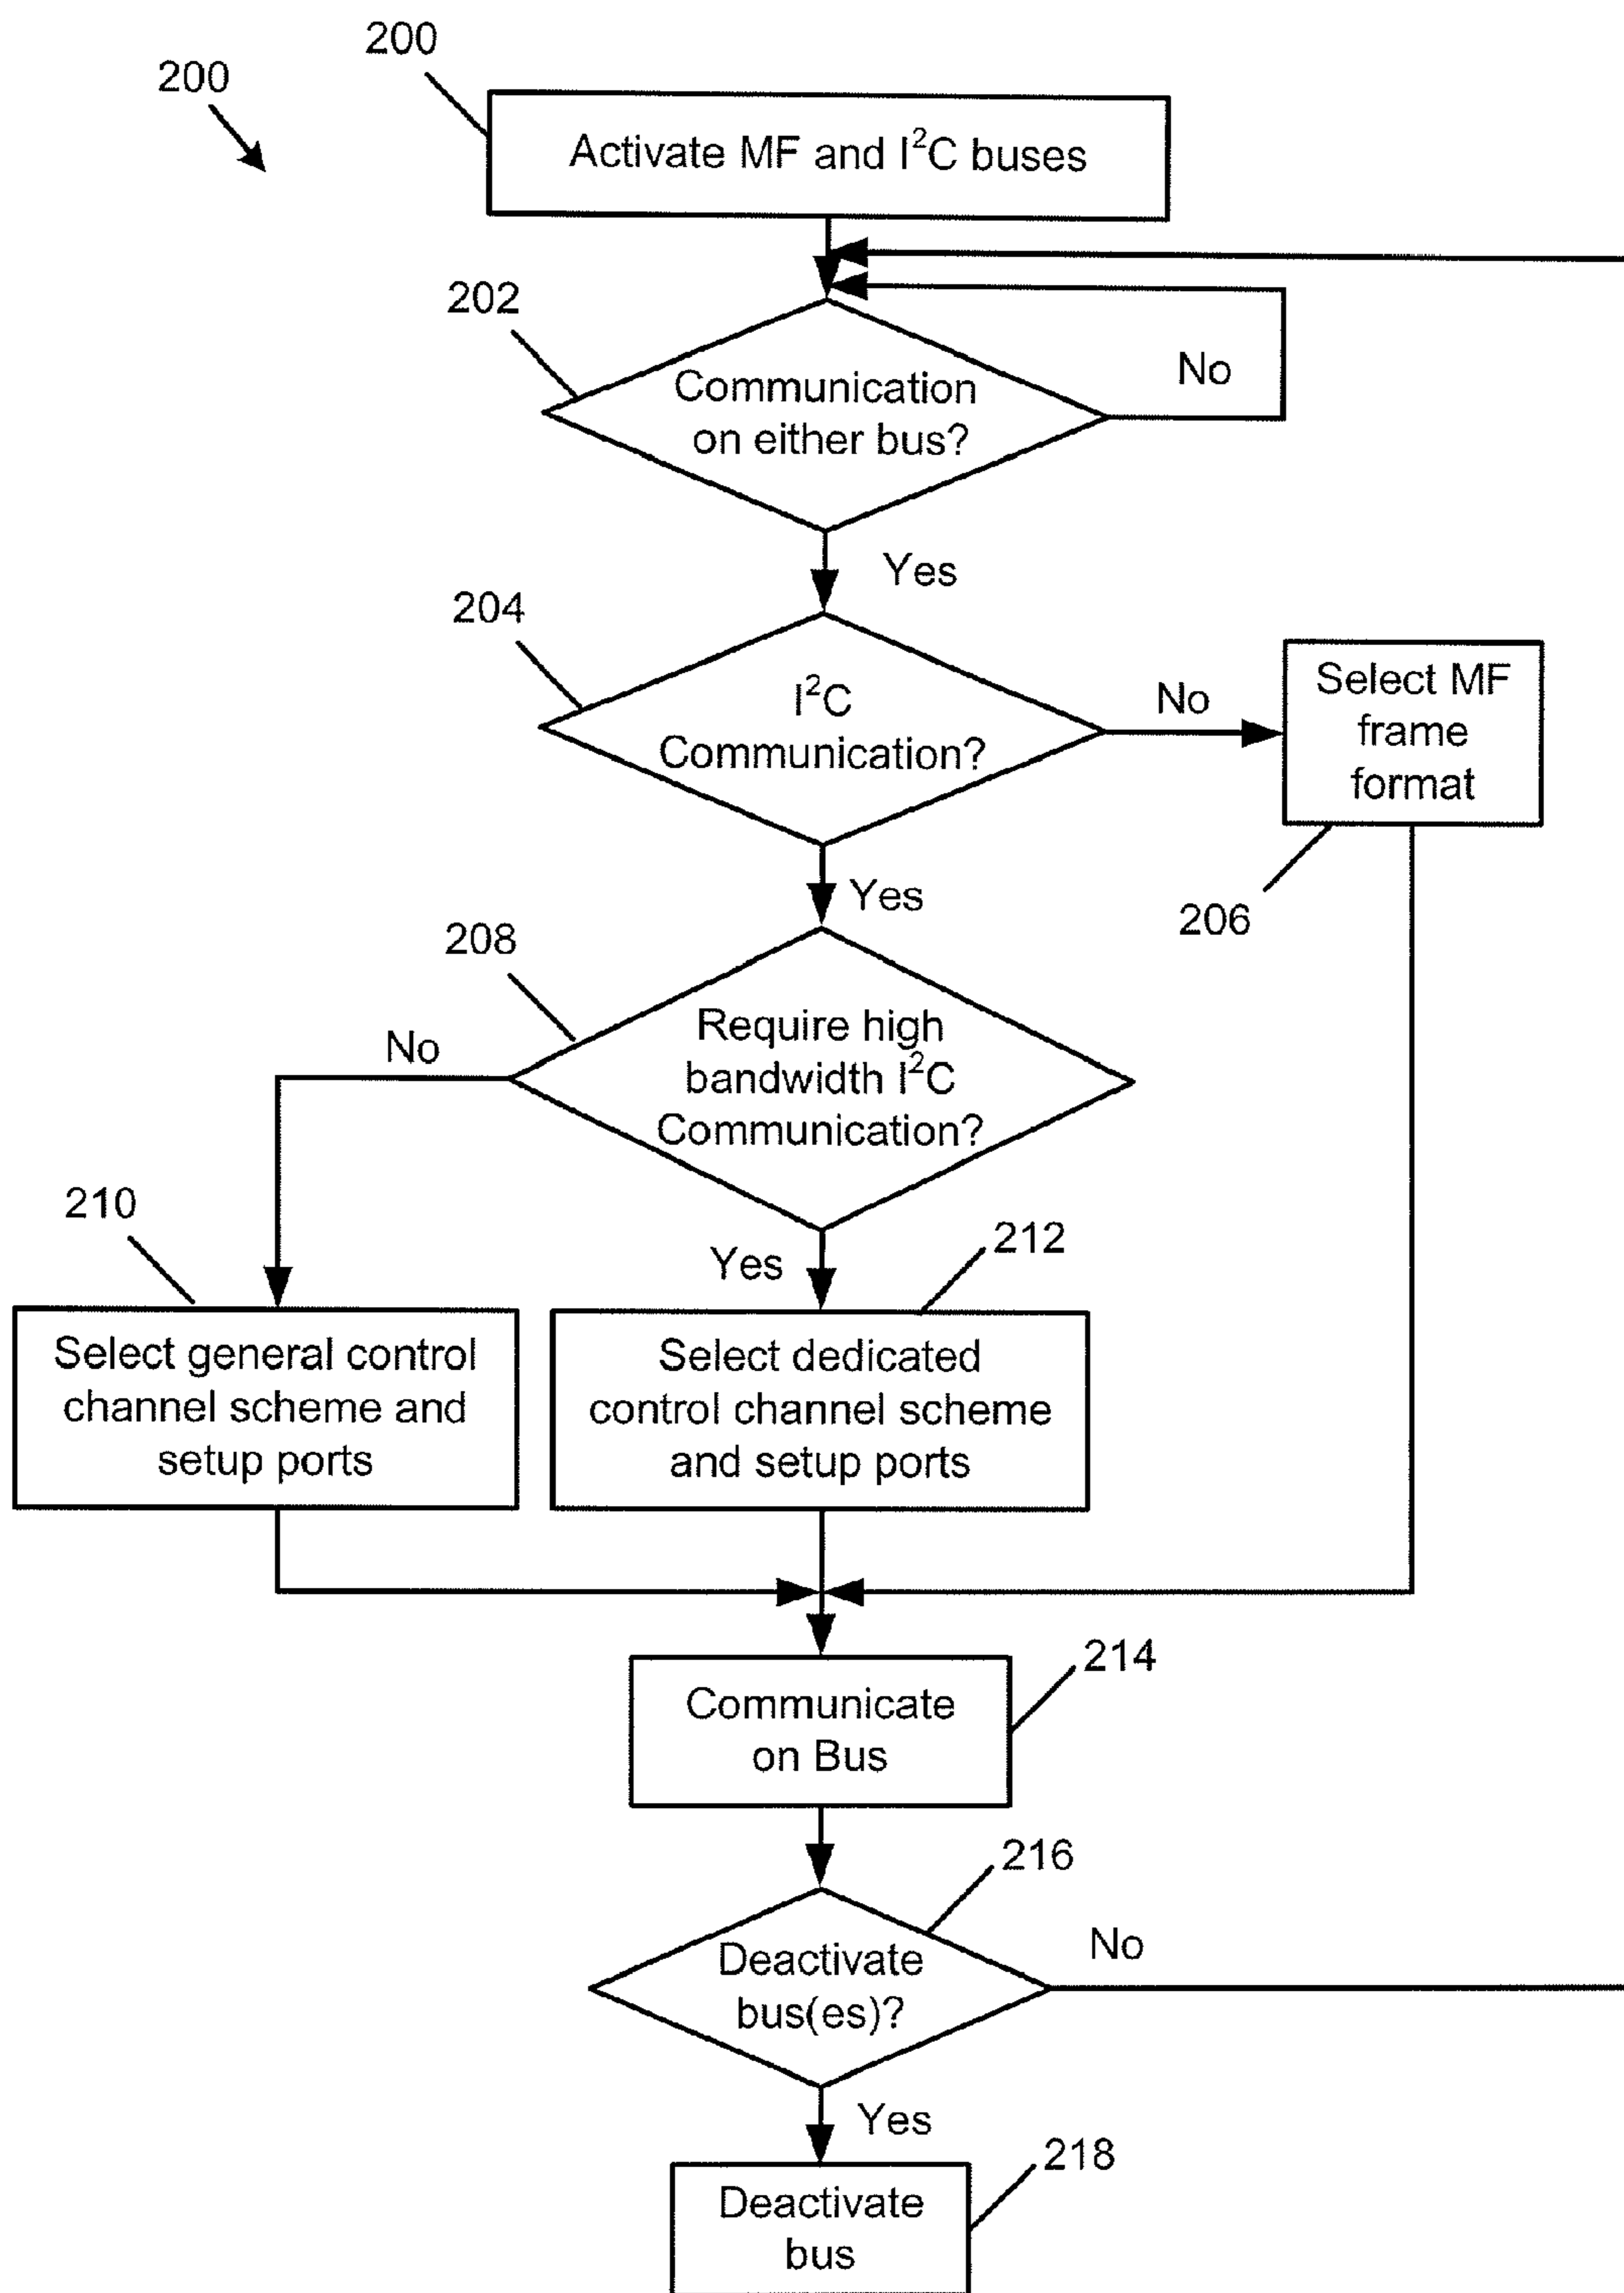 200
200
Activate MF and I²C buses
202
Communication
on either bus?
No
Yes
204
I²C
Communication?
No
Select MF
frame
format
206
Yes
208
Require high
bandwidth I²C
Communication?
No
210
Yes
212
Select general control
channel scheme and
setup ports
Select dedicated
control channel scheme
and setup ports
214
Communicate
on Bus
216
Deactivate
bus(es)?
No
Yes
218
Deactivate
bus